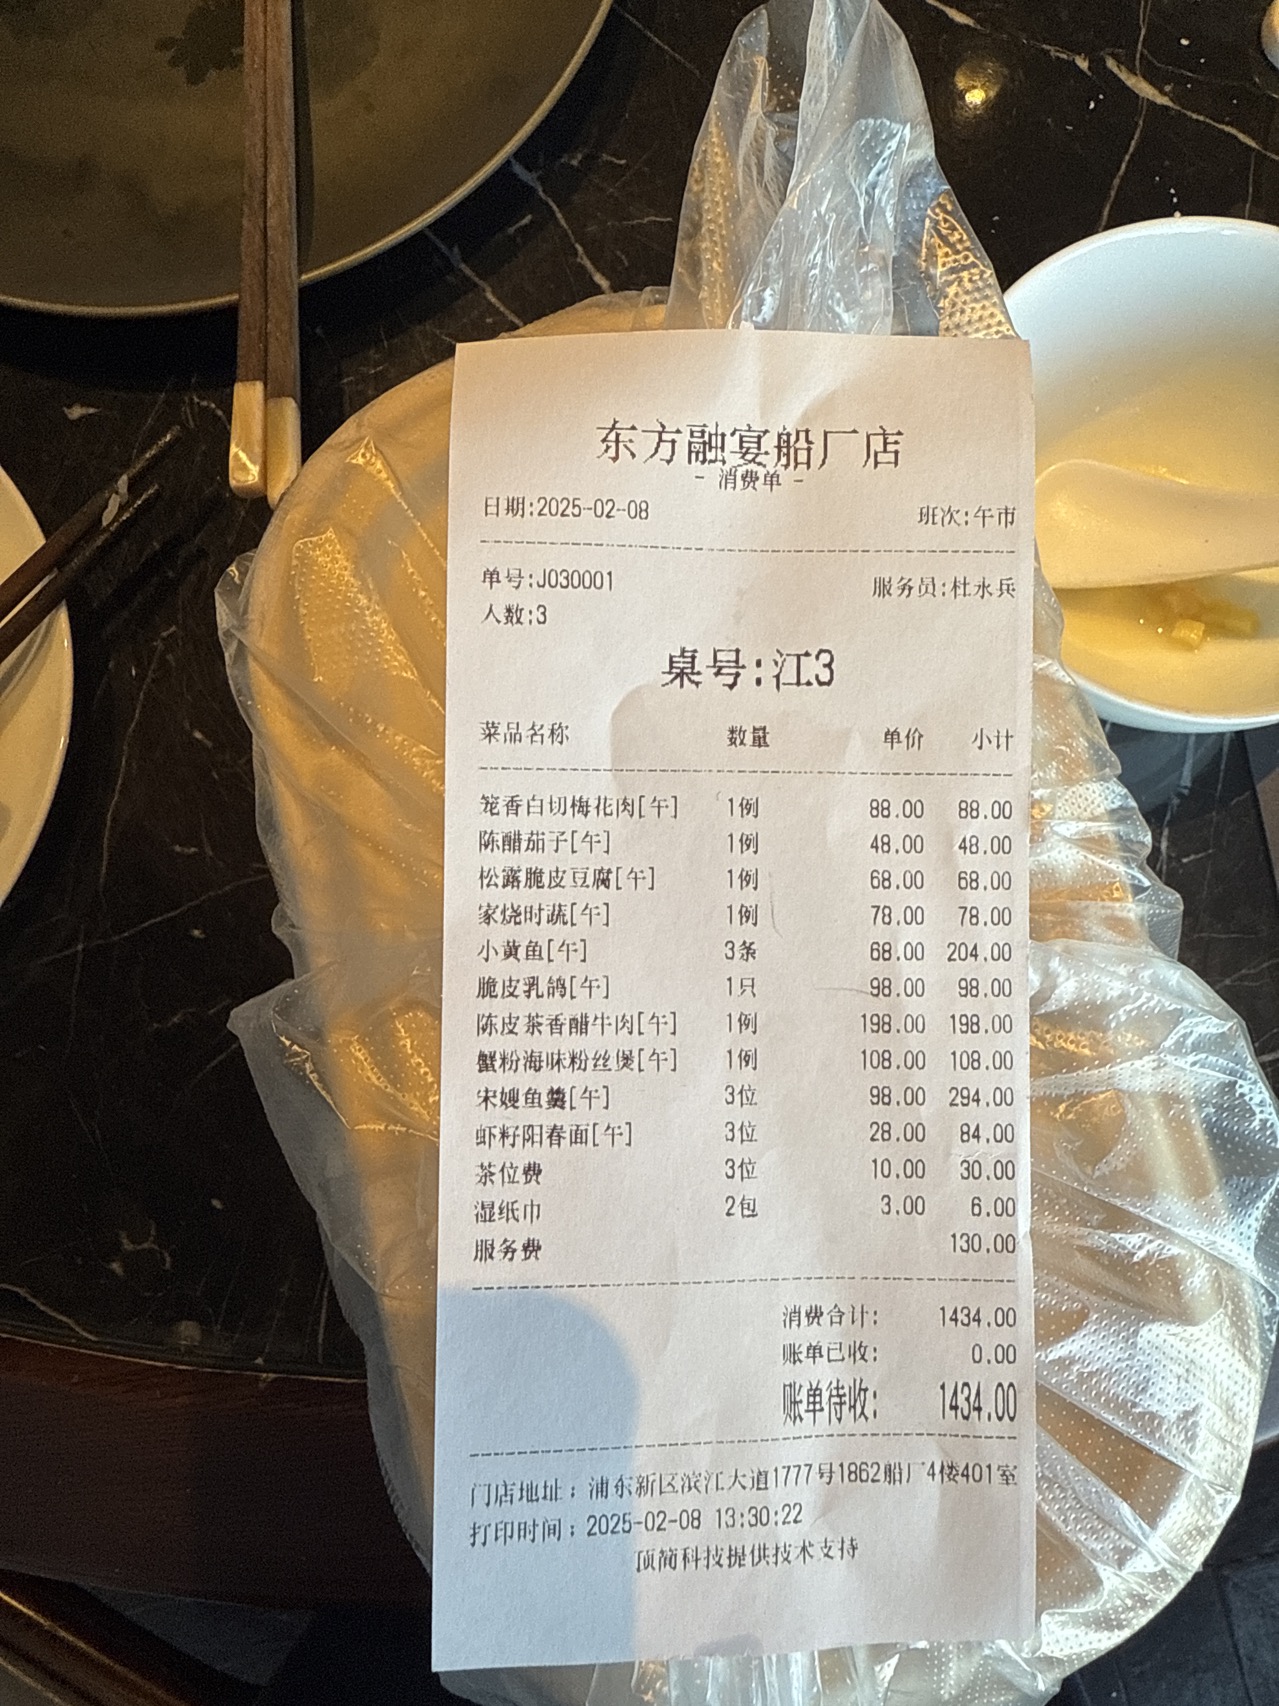 东方融宴船厂店
- 消费单 -
日期:2025-02-08 班次:午市
单号:J030001 服务员:杜永兵
人数:3
桌号:江3
菜品名称 数量 单价 小计
笼香白切梅花肉[午] 1例 88.00 88.00
陈醋茄子[午] 1例 48.00 48.00
松露脆皮豆腐[午] 1例 68.00 68.00
家烧时蔬[午] 1例 78.00 78.00
小黄鱼[午] 3条 68.00 204.00
脆皮乳鸽[午] 1只 98.00 98.00
陈皮茶香醋牛肉[午] 1例 198.00 198.00
蟹粉海味粉丝煲[午] 1例 108.00 108.00
宋嫂鱼羹[午] 3位 98.00 294.00
虾籽阳春面[午] 3位 28.00 84.00
茶位费 3位 10.00 30.00
湿纸巾 2包 3.00 6.00
服务费 130.00
消费合计: 1434.00
账单已收: 0.00
账单待收: 1434.00
门店地址：浦东新区滨江大道1777号1862船厂4楼401室
打印时间：2025-02-08 13:30:22
顶简科技提供技术支持